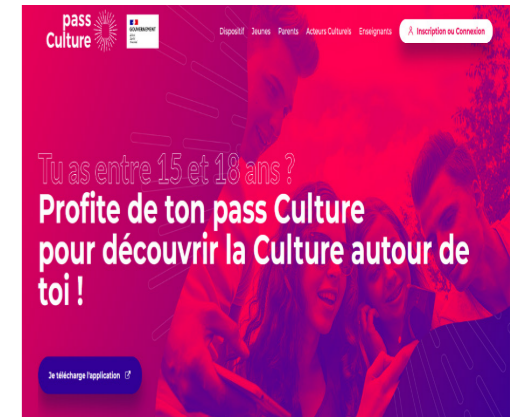 pass
Culture
GOUVERNEMENT
Dispositif Jeunes Parents Acteurs Culturels Enseignants Inscription ou Connexion
Tu as entre 15 et 18 ans ?
Profite de ton pass Culture
pour découvrir la Culture autour de
toi !
Je télécharge l'application